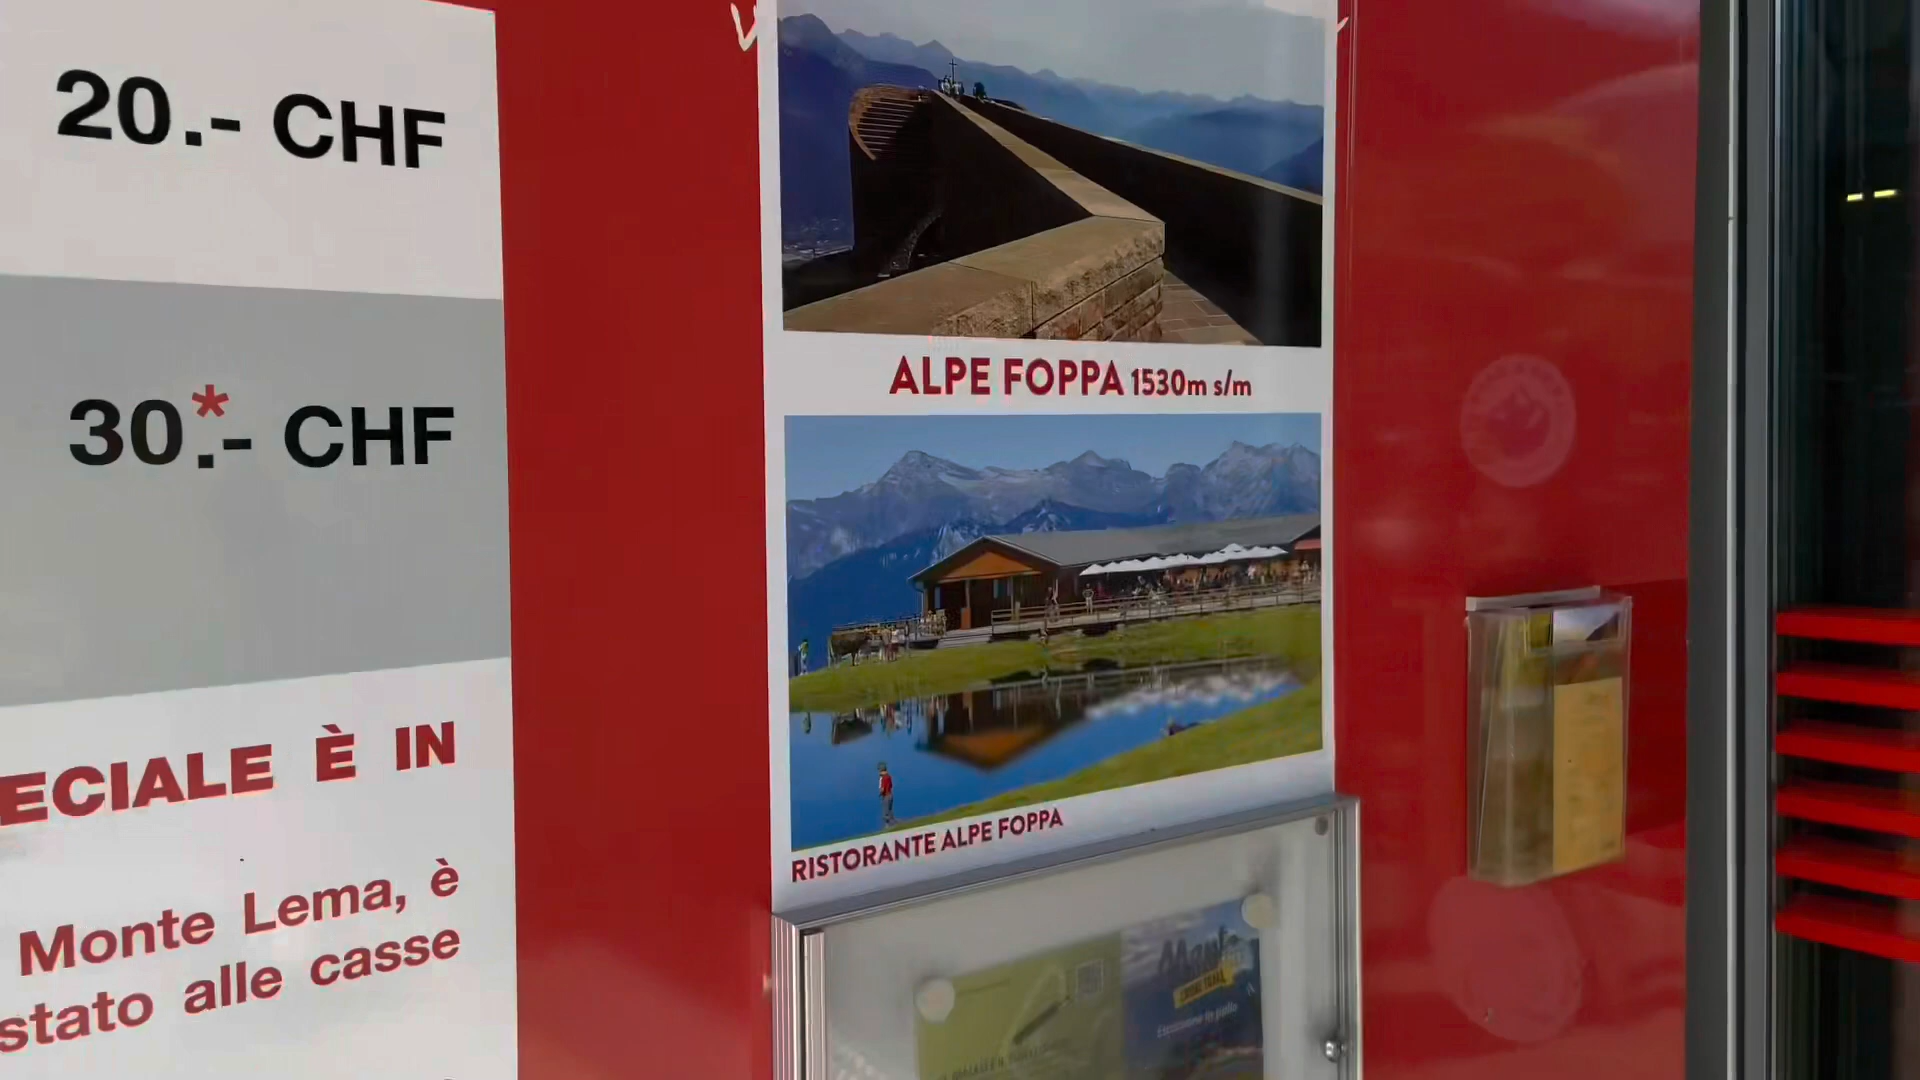 20.- CHF
30*.- CHF
ECIALE È IN
Monte Lema, è
stato alle casse
ALPE FOPPA 1530m s/m
RISTORANTE ALPE FOPPA